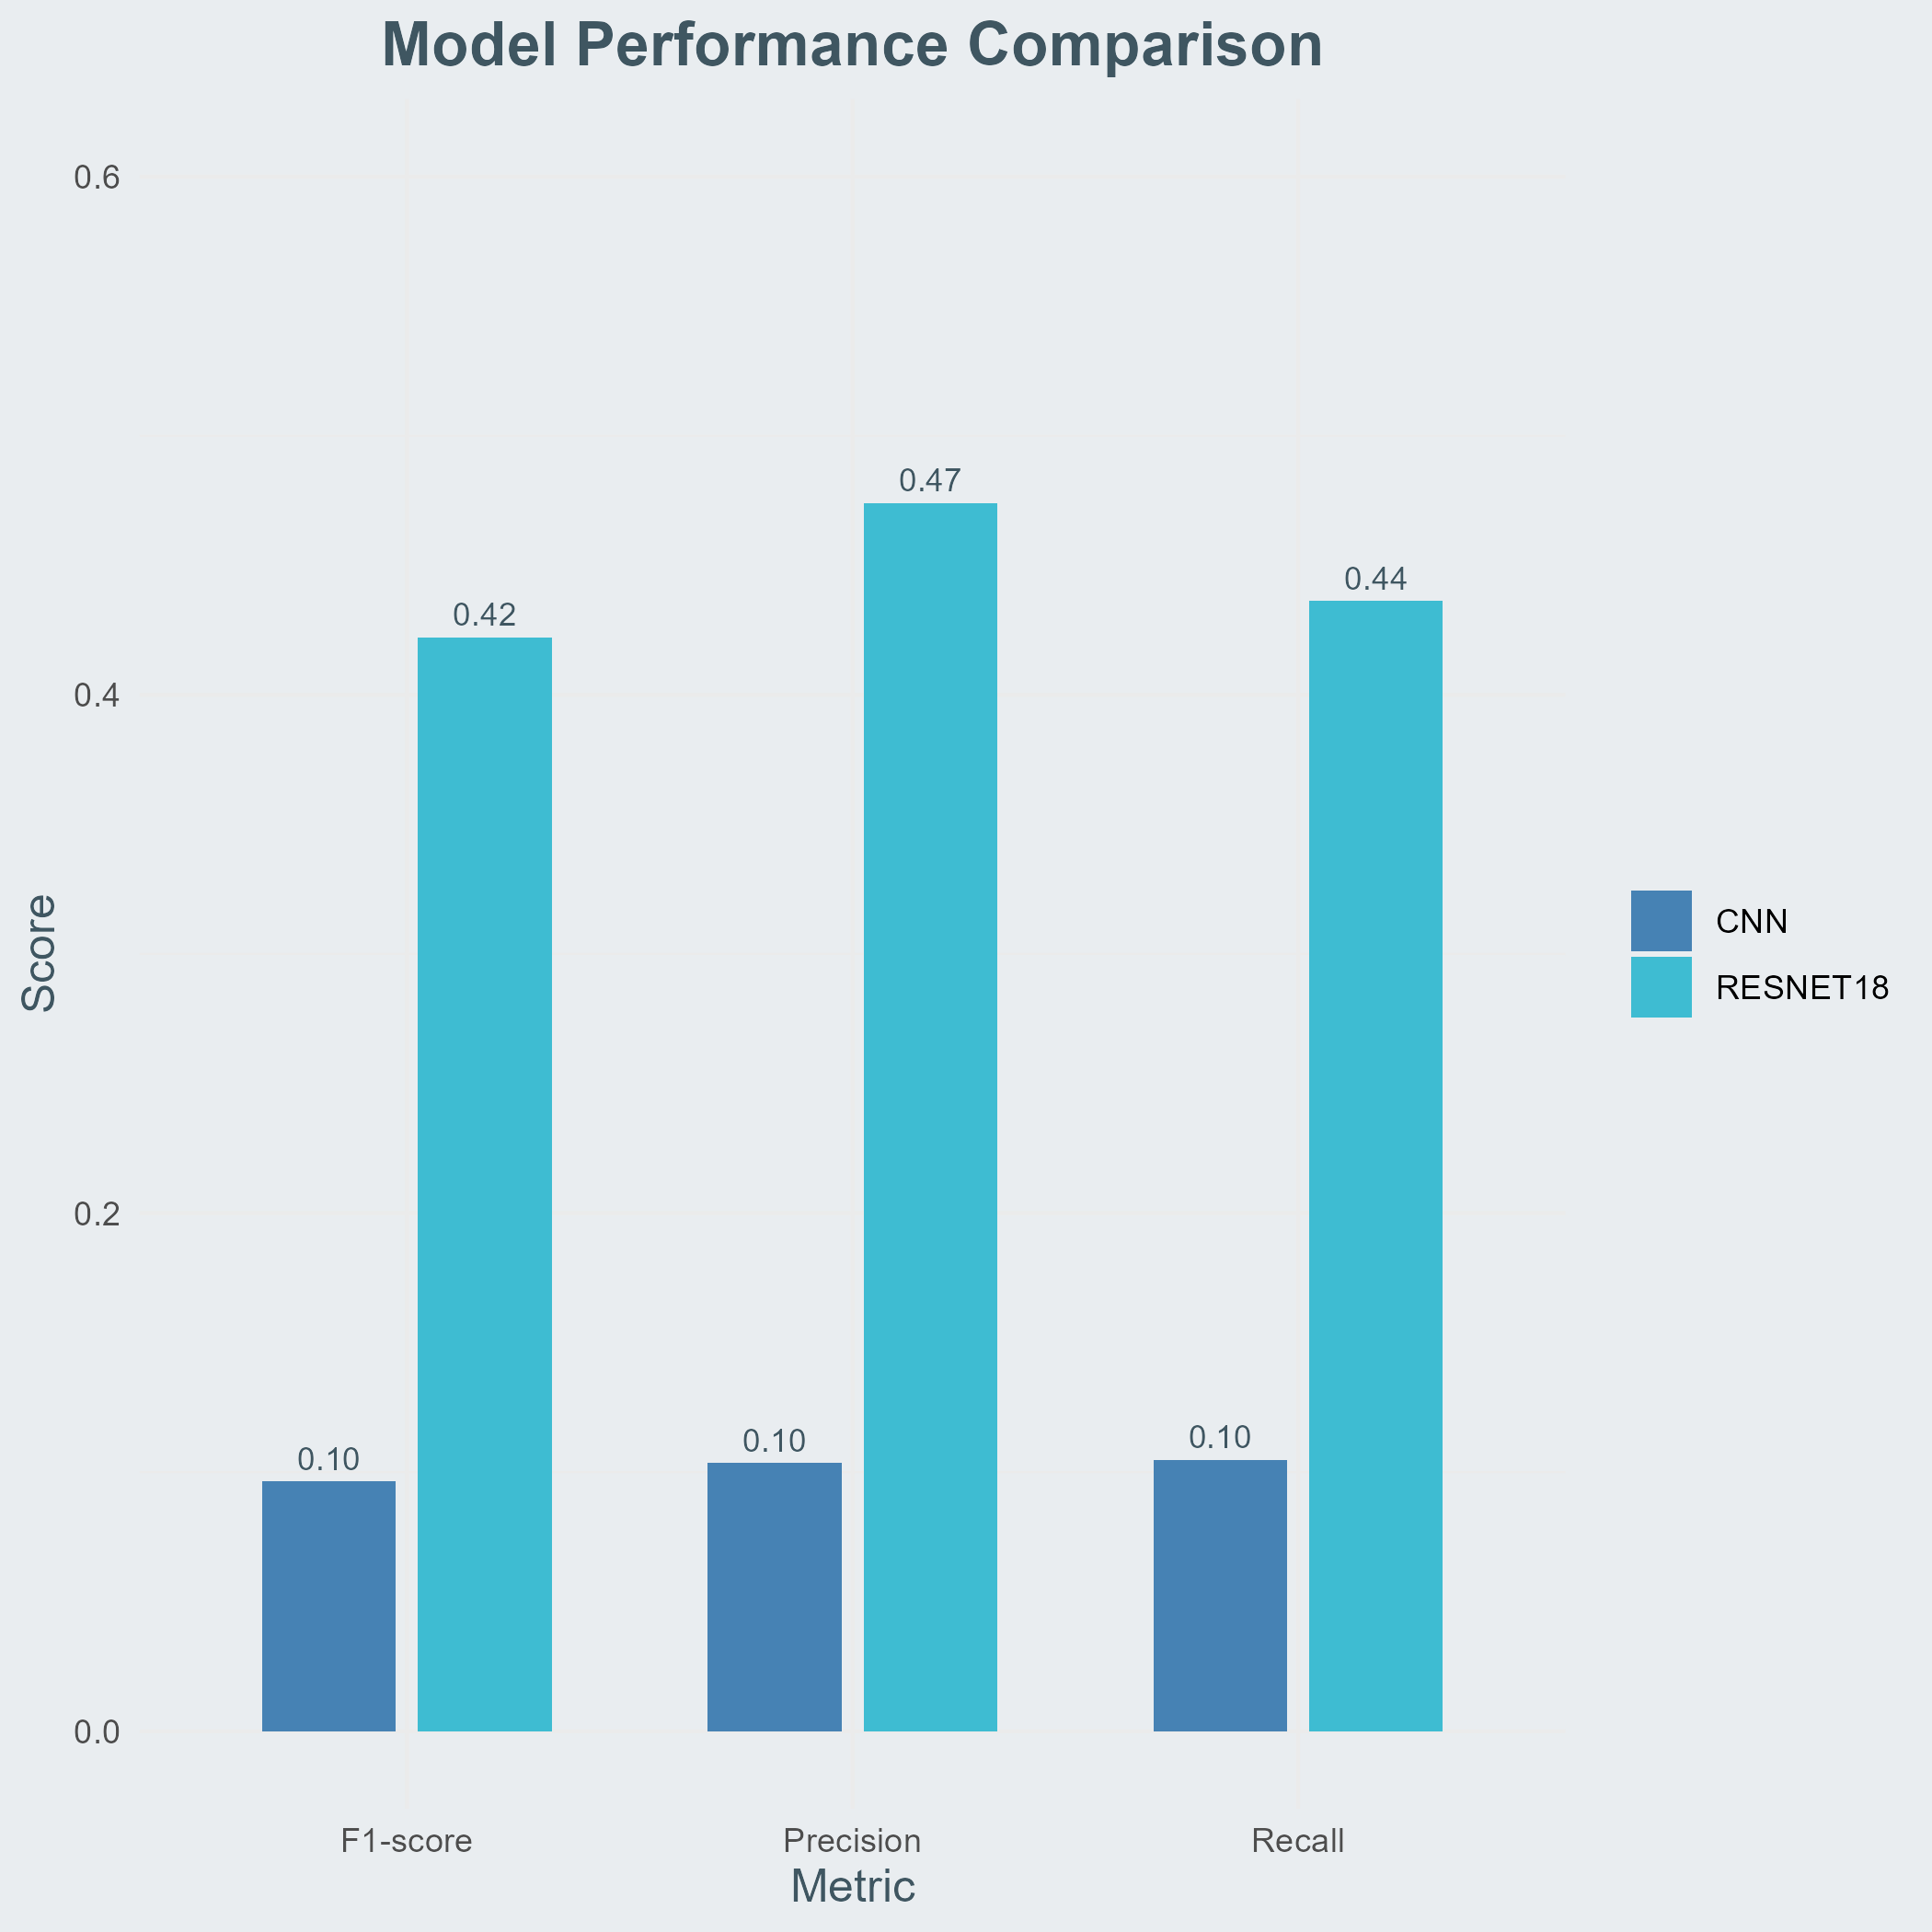 Model Performance Comparison
0.6
0.4
0.2
0.0
Score
0.10
0.42
0.10
0.47
0.10
0.44
F1-score
Precision
Recall
Metric
CNN
RESNET18